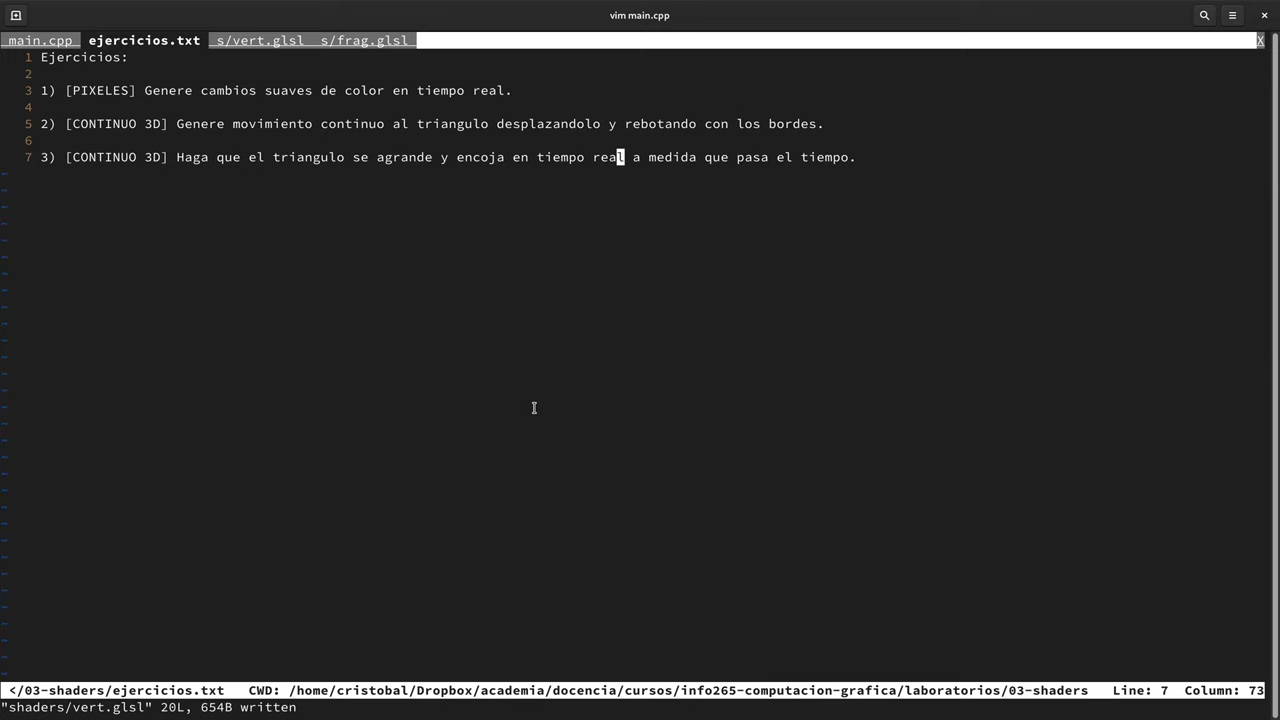 vim main.cpp
main.cpp ejercicios.txt s/vert.glsl s/frag.glsl X
1 Ejercicios:
2
3 1) [PIXELES] Genere cambios suaves de color en tiempo real.
4
5 2) [CONTINUO 3D] Genere movimiento continuo al triangulo desplazandolo y rebotando con los bordes.
6
7 3) [CONTINUO 3D] Haga que el triangulo se agrande y encoja en tiempo real a medida que pasa el tiempo.
</03-shaders/ejercicios.txt CWD: /home/cristobal/Dropbox/academia/docencia/cursos/info265-computacion-grafica/laboratorios/03-shaders Line: 7 Column: 73
"shaders/vert.glsl" 20L, 654B written